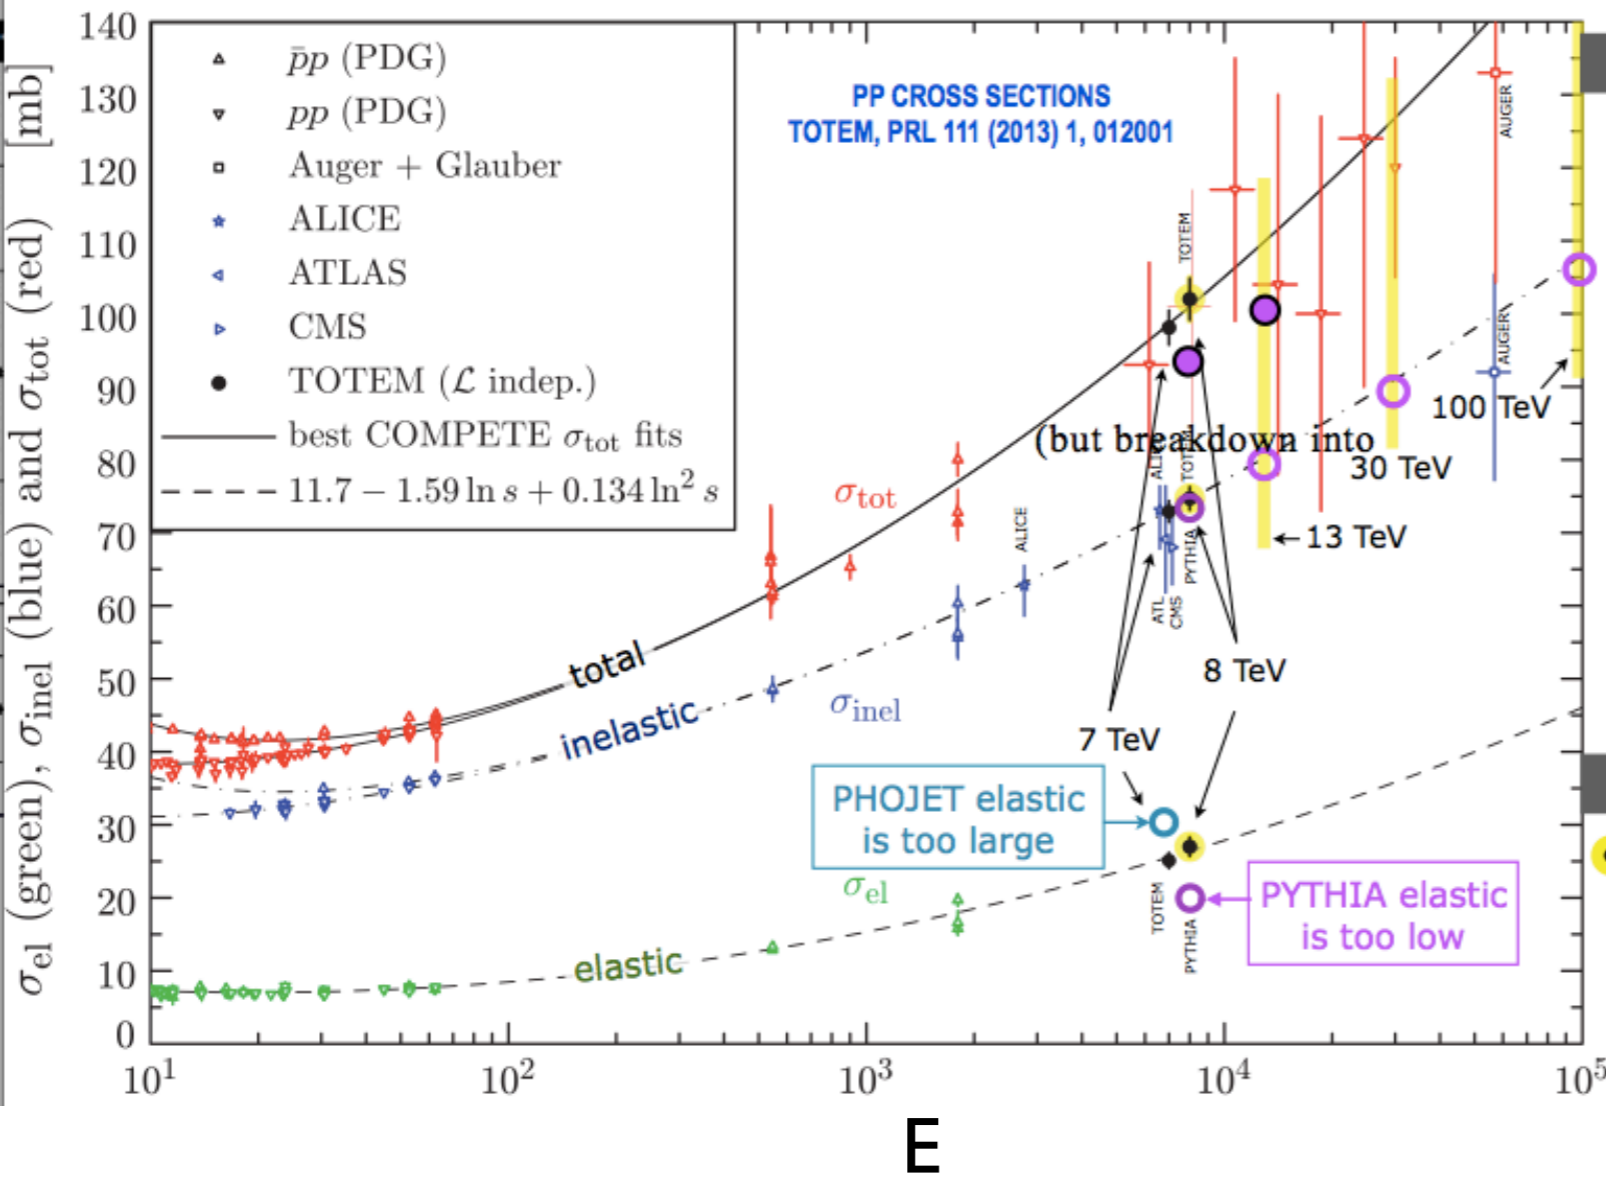 140
130
120
110
100
90
80
70
60
50
40
30
20
10
0
σel (green), σinel (blue) and σtot (red) [mb]
p̄p (PDG)
pp (PDG)
Auger + Glauber
ALICE
ATLAS
CMS
TOTEM (ℒ indep.)
best COMPETE σtot fits
11.7 − 1.59 ln s + 0.134 ln² s
PP CROSS SECTIONS
TOTEM, PRL 111 (2013) 1, 012001
AUGER
TOTEM
AUGER
100 TeV
(but breakdown into
30 TeV
ALICE
TOTEM
σtot
13 TeV
ALICE
PYTHIA
ATL
CMS
total
8 TeV
σinel
inelastic
7 TeV
PHOJET elastic
is too large
σel
TOTEM
PYTHIA
PYTHIA elastic
is too low
elastic
10¹ 10² 10³ 10⁴ 10⁵
E